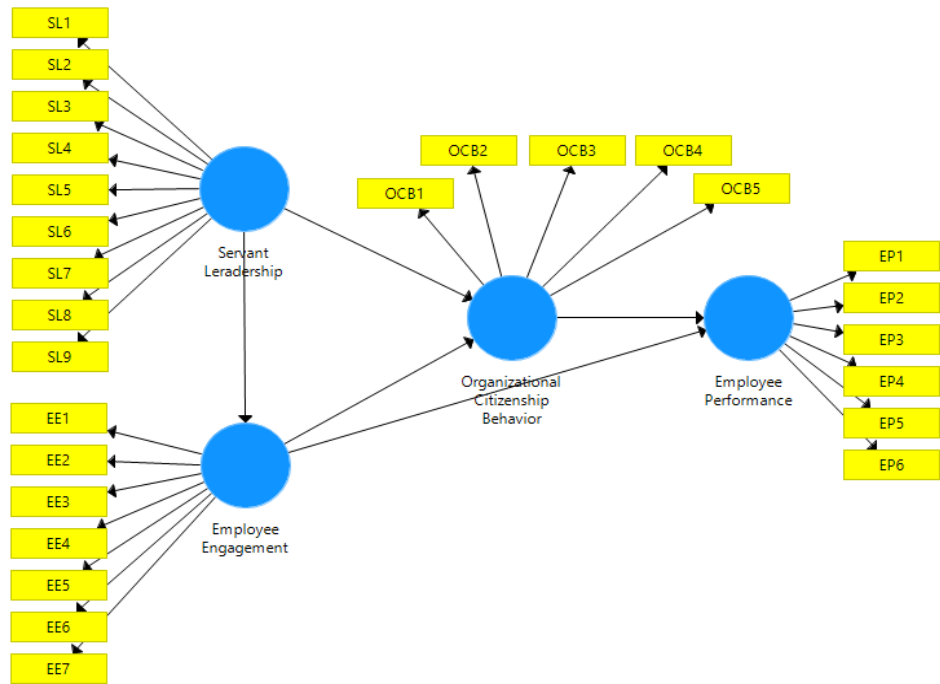 SL1
SL2
SL3
SL4
SL5
SL6
SL7
SL8
SL9
Servant
Leradership
EE1
EE2
EE3
EE4
EE5
EE6
EE7
Employee
Engagement
OCB1
OCB2
OCB3
OCB4
OCB5
Organizational
Citizenship
Behavior
Employee
Performance
EP1
EP2
EP3
EP4
EP5
EP6